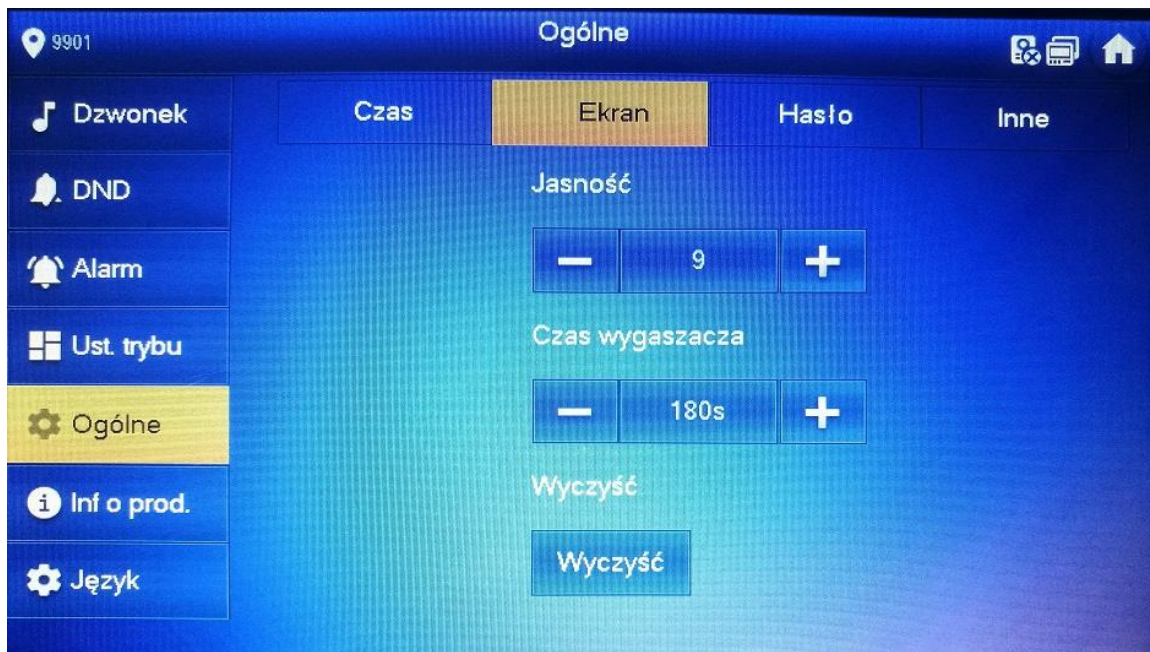 9901
Ogólne
Dzwonek
DND
Alarm
Ust. trybu
Ogólne
Inf o prod.
Język
Czas
Ekran
Hasło
Inne
Jasność
9
Czas wygaszacza
180s
Wyczyść
Wyczyść